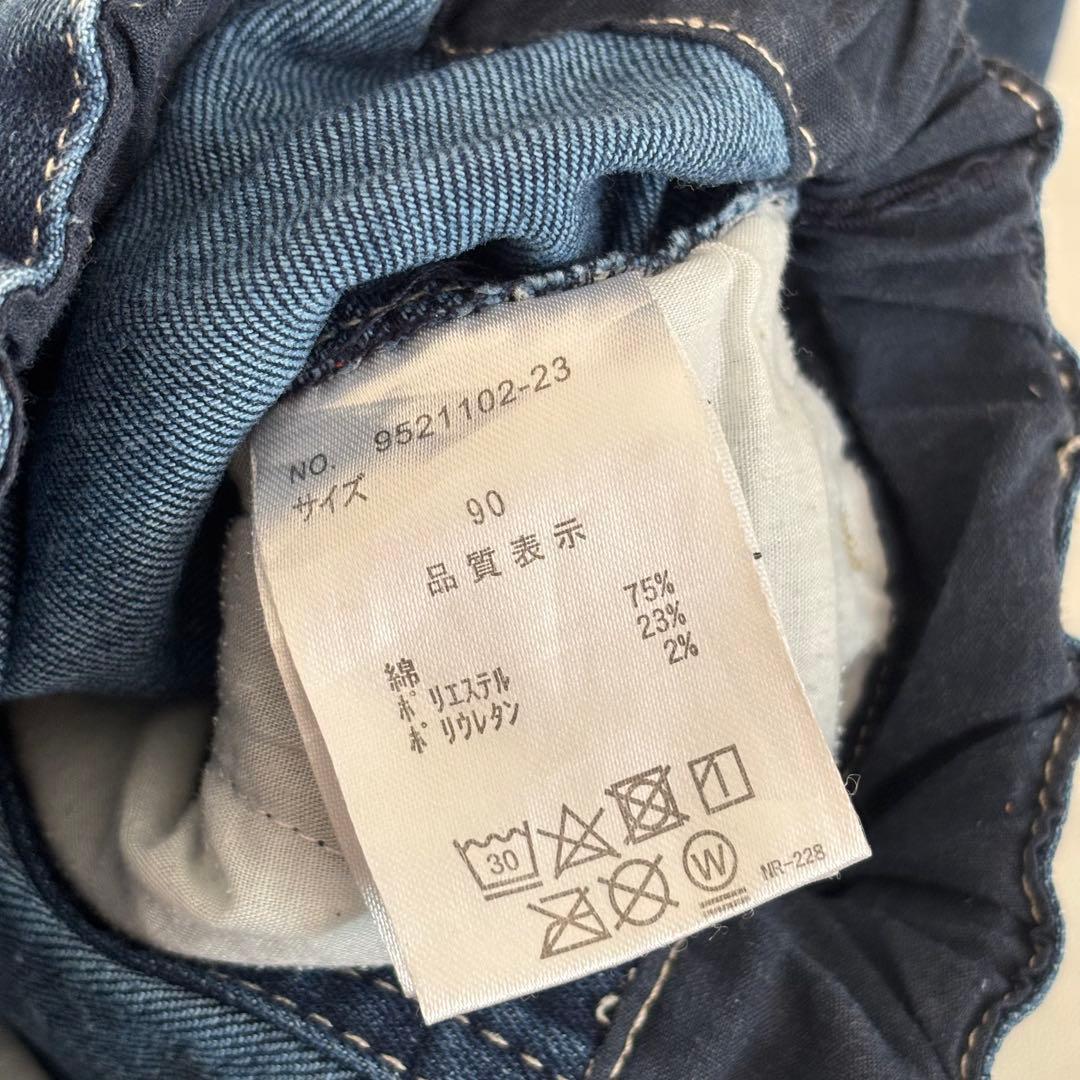 NO. 9521102-23
サイズ
90
品質表示
綿 75%
ポリエステル 23%
ポリウレタン 2%
30
W
NR-228